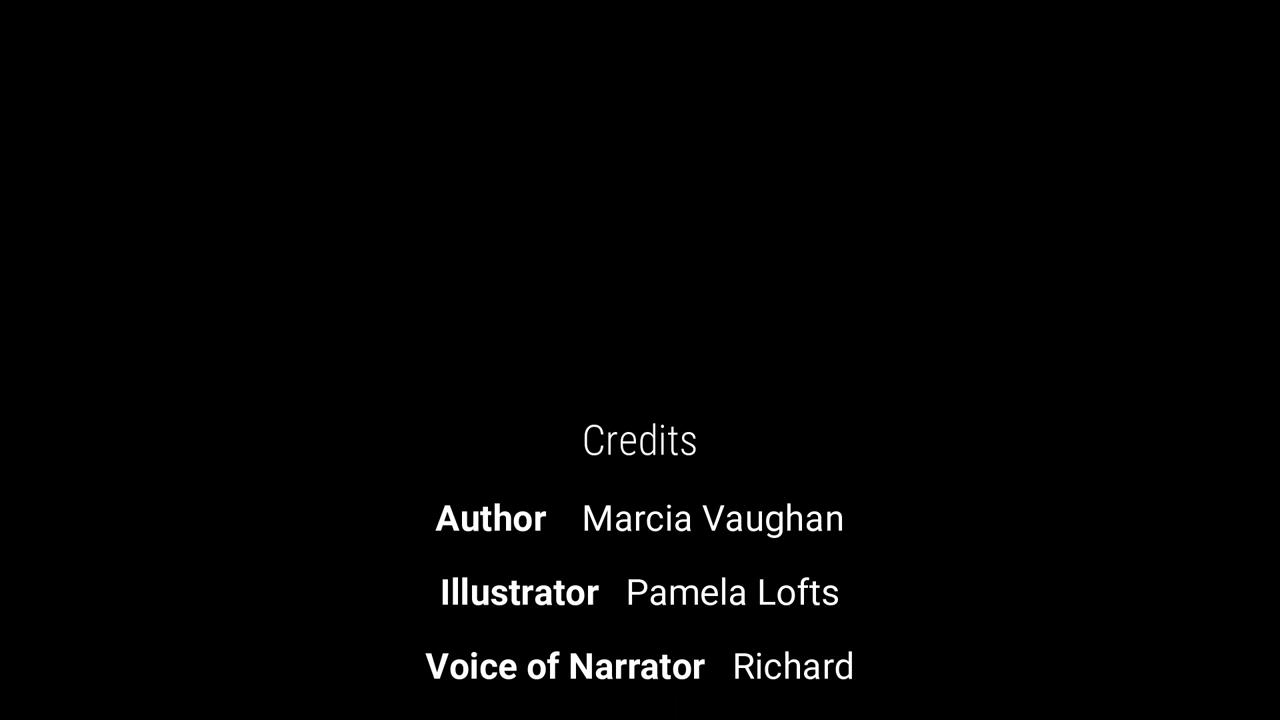 Credits
Author Marcia Vaughan
Illustrator Pamela Lofts
Voice of Narrator Richard